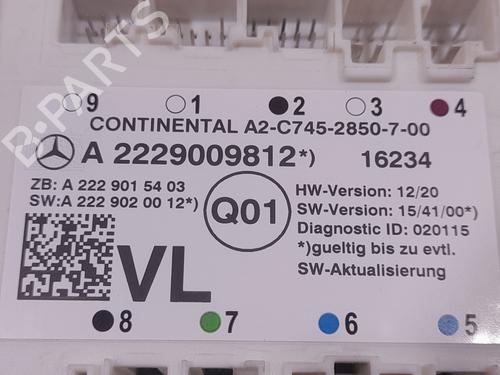 9 1 2 3 4
CONTINENTAL A2-C745-2850-7-00
A 2229009812*) 16234
ZB: A 222 901 54 03
SW:A 222 902 00 12*)
Q01
HW-Version: 12/20
SW-Version: 15/41/00*)
Diagnostic ID: 020115
*)gueltig bis zu evtl.
SW-Aktualisierung
VL
8 7 6 5
B-PARTS